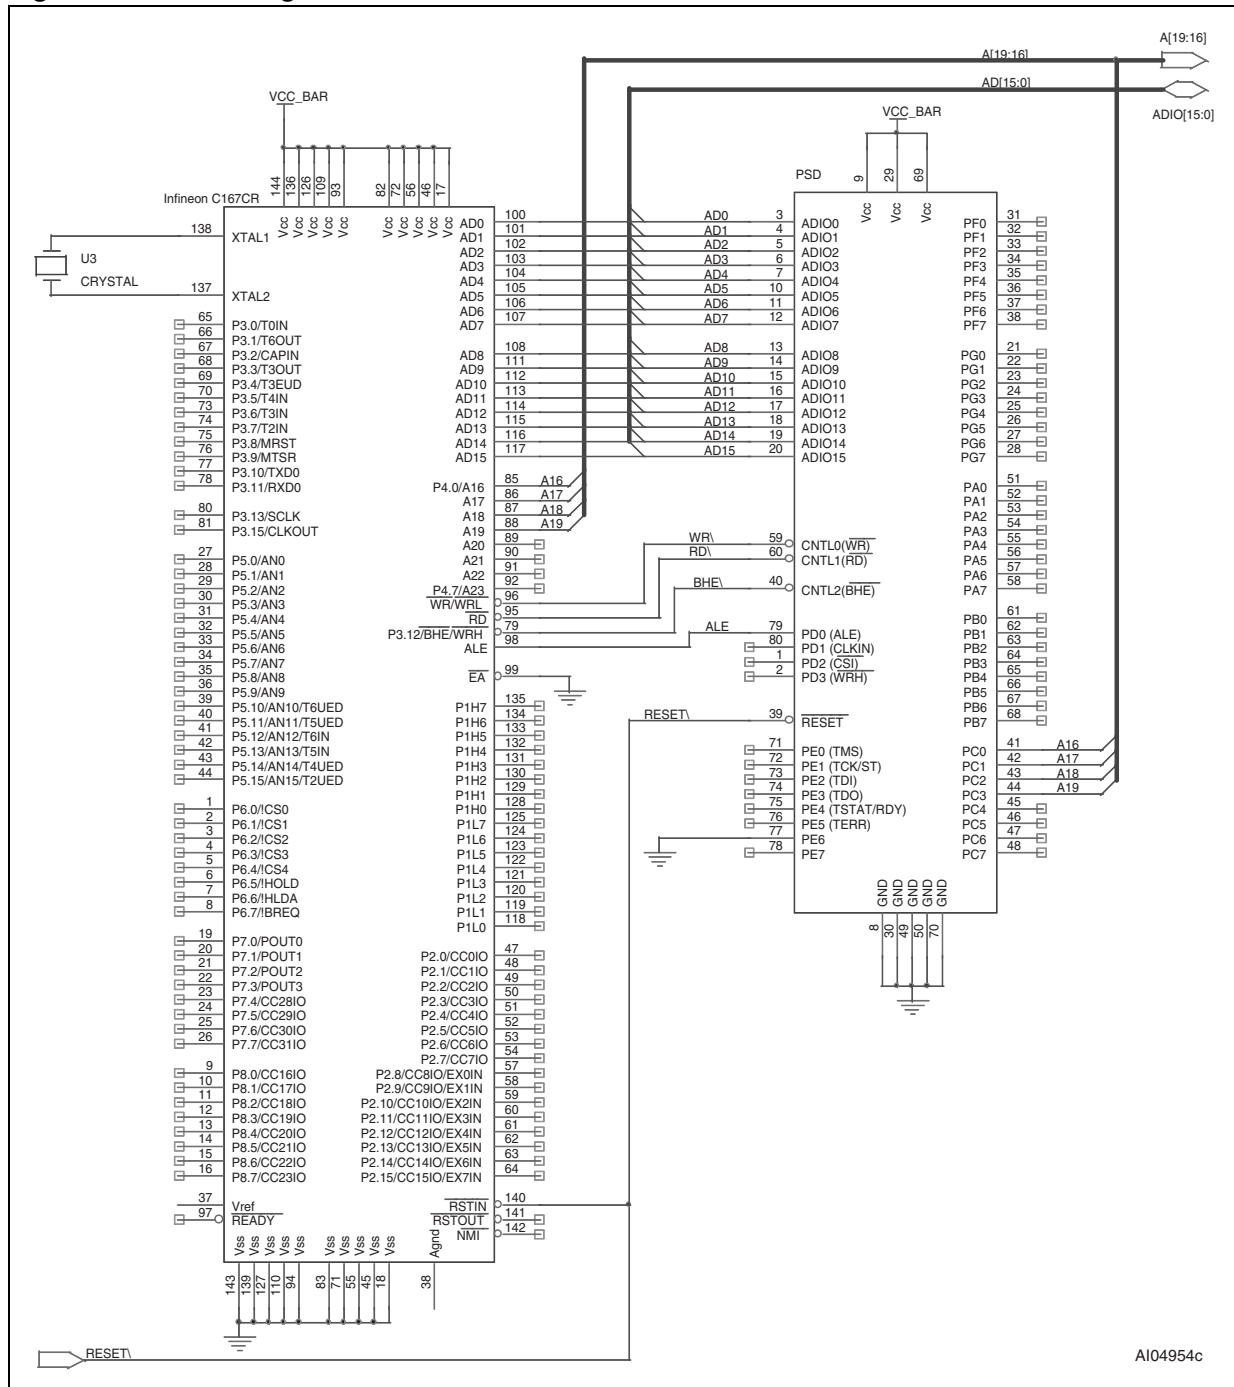 A[19:16]
A[19:16]
AD[15:0]
ADIO[15:0]
VCC_BAR
VCC_BAR
Infineon C167CR
144
136
126
109
93
82
72
56
46
17
Vcc
Vcc
Vcc
Vcc
Vcc
Vcc
Vcc
Vcc
Vcc
Vcc
138 XTAL1
U3
CRYSTAL
137 XTAL2
65 P3.0/T0IN
66 P3.1/T6OUT
67 P3.2/CAPIN
68 P3.3/T3OUT
69 P3.4/T3EUD
70 P3.5/T4IN
73 P3.6/T3IN
74 P3.7/T2IN
75 P3.8/MRST
76 P3.9/MTSR
77 P3.10/TXD0
78 P3.11/RXD0
80 P3.13/SCLK
81 P3.15/CLKOUT
27 P5.0/AN0
28 P5.1/AN1
29 P5.2/AN2
30 P5.3/AN3
31 P5.4/AN4
32 P5.5/AN5
33 P5.6/AN6
34 P5.7/AN7
35 P5.8/AN8
36 P5.9/AN9
39 P5.10/AN10/T6UED
40 P5.11/AN11/T5UED
41 P5.12/AN12/T6IN
42 P5.13/AN13/T5IN
43 P5.14/AN14/T4UED
44 P5.15/AN15/T2UED
1 P6.0/!CS0
2 P6.1/!CS1
3 P6.2/!CS2
4 P6.3/!CS3
5 P6.4/!CS4
6 P6.5/!HOLD
7 P6.6/!HLDA
8 P6.7/!BREQ
19 P7.0/POUT0
20 P7.1/POUT1
21 P7.2/POUT2
22 P7.3/POUT3
23 P7.4/CC28IO
24 P7.5/CC29IO
25 P7.6/CC30IO
26 P7.7/CC31IO
9 P8.0/CC16IO
10 P8.1/CC17IO
11 P8.2/CC18IO
12 P8.3/CC19IO
13 P8.4/CC20IO
14 P8.5/CC21IO
15 P8.6/CC22IO
16 P8.7/CC23IO
37 Vref
97 READY
AD0 100
AD1 101
AD2 102
AD3 103
AD4 104
AD5 105
AD6 106
AD7 107
AD8 108
AD9 111
AD10 112
AD11 113
AD12 114
AD13 115
AD14 116
AD15 117
P4.0/A16 85 A16
A17 86 A17
A18 87 A18
A19 88 A19
A20 89
A21 90
A22 91
P4.7/A23 92
WR/WRL 96
RD 95
P3.12/BHE/WRH 79
ALE 98
EA 99
P1H7 135
P1H6 134
P1H5 133
P1H4 132
P1H3 131
P1H2 130
P1H1 129
P1H0 128
P1L7 125
P1L6 124
P1L5 123
P1L4 122
P1L3 121
P1L2 120
P1L1 119
P1L0 118
P2.0/CC0IO 47
P2.1/CC1IO 48
P2.2/CC2IO 49
P2.3/CC3IO 50
P2.4/CC4IO 51
P2.5/CC5IO 52
P2.6/CC6IO 53
P2.7/CC7IO 54
P2.8/CC8IO/EX0IN 57
P2.9/CC9IO/EX1IN 58
P2.10/CC10IO/EX2IN 59
P2.11/CC11IO/EX3IN 60
P2.12/CC12IO/EX4IN 61
P2.13/CC13IO/EX5IN 62
P2.14/CC14IO/EX6IN 63
P2.15/CC15IO/EX7IN 64
RSTIN 140
RSTOUT 141
NMI 142
Vss
Vss
Vss
Vss
Vss
Vss
Vss
Vss
Vss
Vss
Agnd
143
139
127
110
94
83
71
55
45
18
38
PSD
9
29
69
Vcc
Vcc
Vcc
AD0 3 ADIO0
AD1 4 ADIO1
AD2 5 ADIO2
AD3 6 ADIO3
AD4 7 ADIO4
AD5 10 ADIO5
AD6 11 ADIO6
AD7 12 ADIO7
AD8 13 ADIO8
AD9 14 ADIO9
AD10 15 ADIO10
AD11 16 ADIO11
AD12 17 ADIO12
AD13 18 ADIO13
AD14 19 ADIO14
AD15 20 ADIO15
WR\ 59 CNTL0(WR)
RD\ 60 CNTL1(RD)
BHE\ 40 CNTL2(BHE)
ALE 79 PD0 (ALE)
80 PD1 (CLKIN)
1 PD2 (CSI)
2 PD3 (WRH)
RESET\ 39 RESET
71 PE0 (TMS)
72 PE1 (TCK/ST)
73 PE2 (TDI)
74 PE3 (TDO)
75 PE4 (TSTAT/RDY)
76 PE5 (TERR)
77 PE6
78 PE7
PF0 31
PF1 32
PF2 33
PF3 34
PF4 35
PF5 36
PF6 37
PF7 38
PG0 21
PG1 22
PG2 23
PG3 24
PG4 25
PG5 26
PG6 27
PG7 28
PA0 51
PA1 52
PA2 53
PA3 54
PA4 55
PA5 56
PA6 57
PA7 58
PB0 61
PB1 62
PB2 63
PB3 64
PB4 65
PB5 66
PB6 67
PB7 68
PC0 41 A16
PC1 42 A17
PC2 43 A18
PC3 44 A19
PC4 45
PC5 46
PC6 47
PC7 48
GND
GND
GND
GND
GND
8
30
49
50
70
RESET\
AI04954c